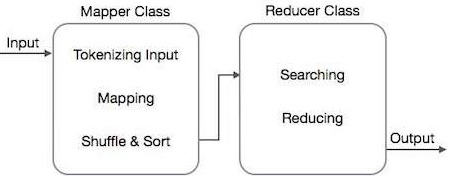 Mapper Class
Reducer Class
Input
Tokenizing Input
Mapping
Shuffle & Sort
Searching
Reducing
Output